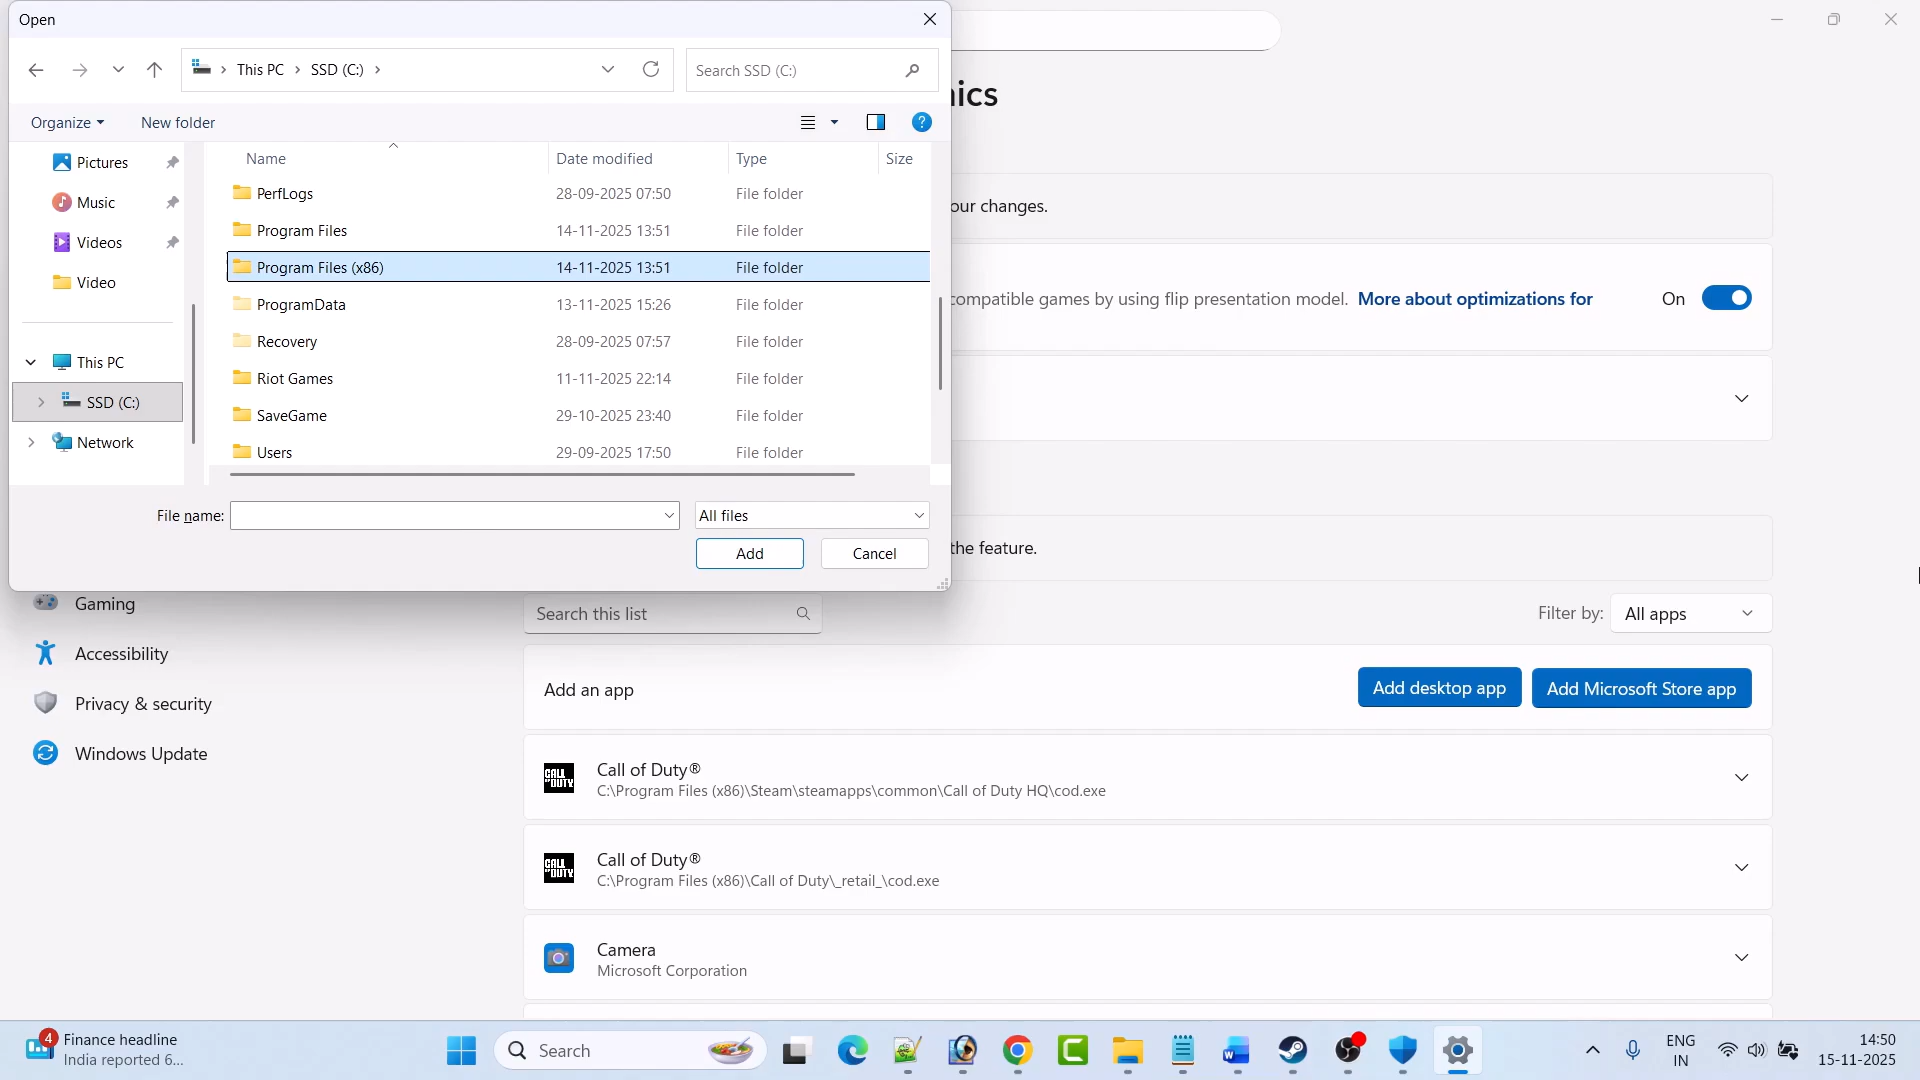 Open
This PC
SSD (C:)
Search SSD (C:)
Organize
New folder
Name
Date modified
Type
Size
Pictures
Music
Videos
Video
This PC
SSD (C:)
Network
PerfLogs 28-09-2025 07:50 File folder
Program Files 14-11-2025 13:51 File folder
Program Files (x86) 14-11-2025 13:51 File folder
ProgramData 13-11-2025 15:26 File folder
Recovery 28-09-2025 07:57 File folder
Riot Games 11-11-2025 22:14 File folder
SaveGame 29-10-2025 23:40 File folder
Users 29-09-2025 17:50 File folder
File name:
All files
Add
Cancel
ics
our changes.
compatible games by using flip presentation model. More about optimizations for
On
the feature.
Gaming
Accessibility
Privacy & security
Windows Update
Search this list
Filter by:
All apps
Add an app
Add desktop app
Add Microsoft Store app
CALL OF DUTY
Call of Duty®
C:\Program Files (x86)\Steam\steamapps\common\Call of Duty HQ\cod.exe
CALL OF DUTY
Call of Duty®
C:\Program Files (x86)\Call of Duty\_retail_\cod.exe
Camera
Microsoft Corporation
4
Finance headline
India reported 6...
Search
ENG
IN
14:50
15-11-2025